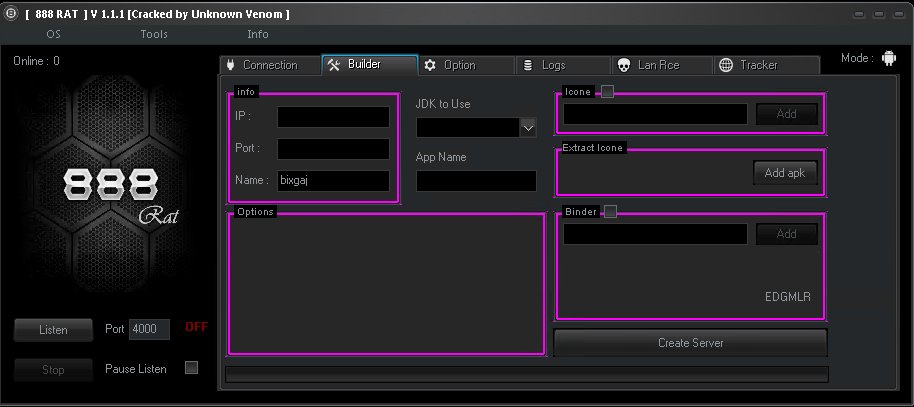 [ 888 RAT ] V 1.1.1 [Cracked by Unknown Venom ]
OS Tools Info
Online : 0
Connection Builder Option Logs Lan Rce Tracker
Mode :
info
IP :
Port :
Name : bixgaj
JDK to Use
App Name
Icone
Add
Extract Icone
Add apk
Options
Binder
Add
EDGMLR
Create Server
888
Rat
Listen Port 4000 OFF
Stop Pause Listen